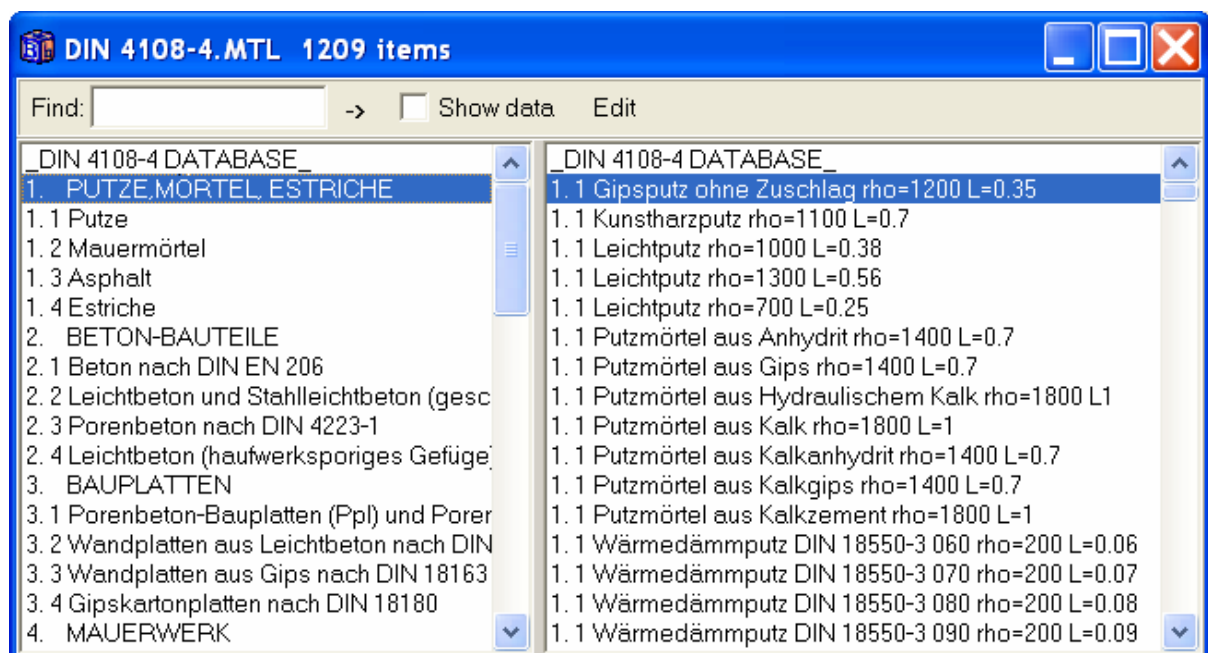 DIN 4108-4.MTL 1209 items
Find: -> Show data Edit
_DIN 4108-4 DATABASE_
1. PUTZE,MÖRTEL, ESTRICHE
1. 1 Putze
1. 2 Mauermörtel
1. 3 Asphalt
1. 4 Estriche
2. BETON-BAUTEILE
2. 1 Beton nach DIN EN 206
2. 2 Leichtbeton und Stahlleichtbeton (gesc
2. 3 Porenbeton nach DIN 4223-1
2. 4 Leichtbeton (haufwerksporiges Gefüge)
3. BAUPLATTEN
3. 1 Porenbeton-Bauplatten (Ppl) und Porer
3. 2 Wandplatten aus Leichtbeton nach DIN
3. 3 Wandplatten aus Gips nach DIN 18163
3. 4 Gipskartonplatten nach DIN 18180
4. MAUERWERK
_DIN 4108-4 DATABASE_
1. 1 Gipsputz ohne Zuschlag rho=1200 L=0.35
1. 1 Kunstharzputz rho=1100 L=0.7
1. 1 Leichtputz rho=1000 L=0.38
1. 1 Leichtputz rho=1300 L=0.56
1. 1 Leichtputz rho=700 L=0.25
1. 1 Putzmörtel aus Anhydrit rho=1400 L=0.7
1. 1 Putzmörtel aus Gips rho=1400 L=0.7
1. 1 Putzmörtel aus Hydraulischem Kalk rho=1800 L1
1. 1 Putzmörtel aus Kalk rho=1800 L=1
1. 1 Putzmörtel aus Kalkanhydrit rho=1400 L=0.7
1. 1 Putzmörtel aus Kalkgips rho=1400 L=0.7
1. 1 Putzmörtel aus Kalkzement rho=1800 L=1
1. 1 Wärmedämmputz DIN 18550-3 060 rho=200 L=0.06
1. 1 Wärmedämmputz DIN 18550-3 070 rho=200 L=0.07
1. 1 Wärmedämmputz DIN 18550-3 080 rho=200 L=0.08
1. 1 Wärmedämmputz DIN 18550-3 090 rho=200 L=0.09